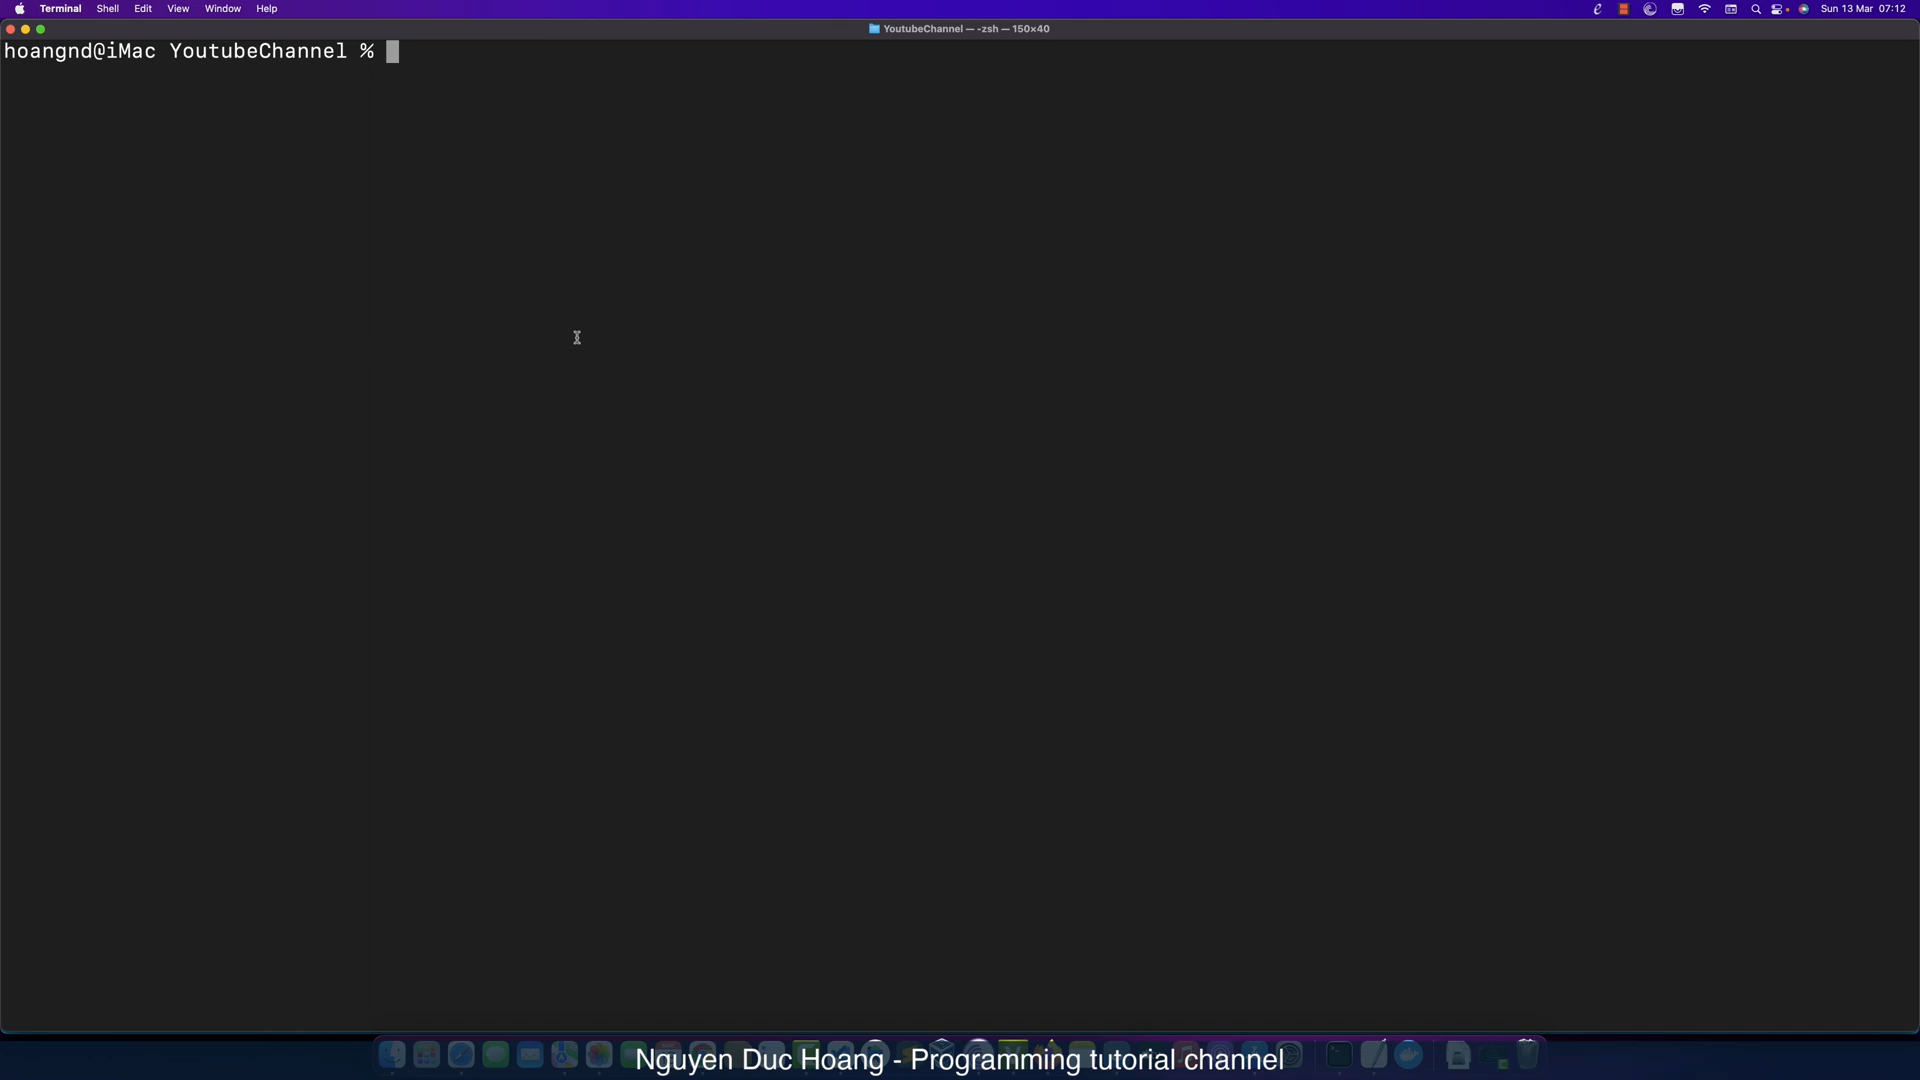 Terminal Shell Edit View Window Help
Sun 13 Mar 07:12
YoutubeChannel — -zsh — 150×40
hoangnd@iMac YoutubeChannel %
Nguyen Duc Hoang - Programming tutorial channel